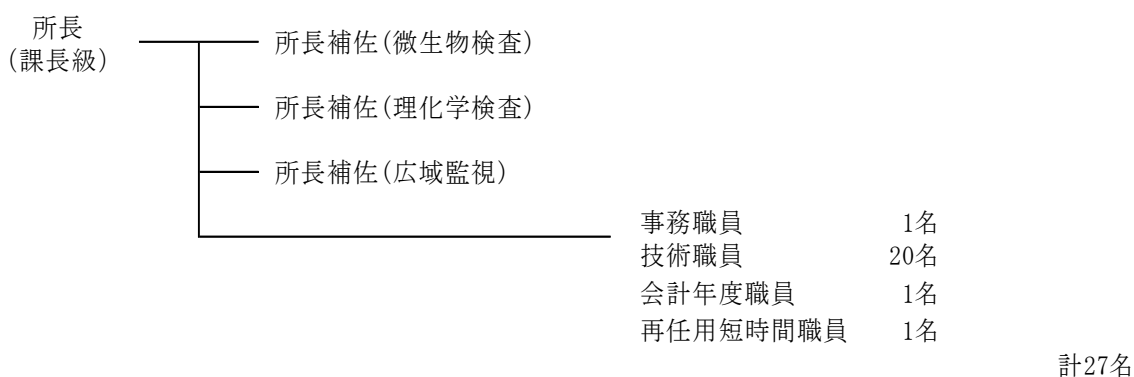 所長
(課長級)
所長補佐(微生物検査)
所長補佐(理化学検査)
所長補佐(広域監視)
事務職員 1名
技術職員 20名
会計年度職員 1名
再任用短時間職員 1名
計27名